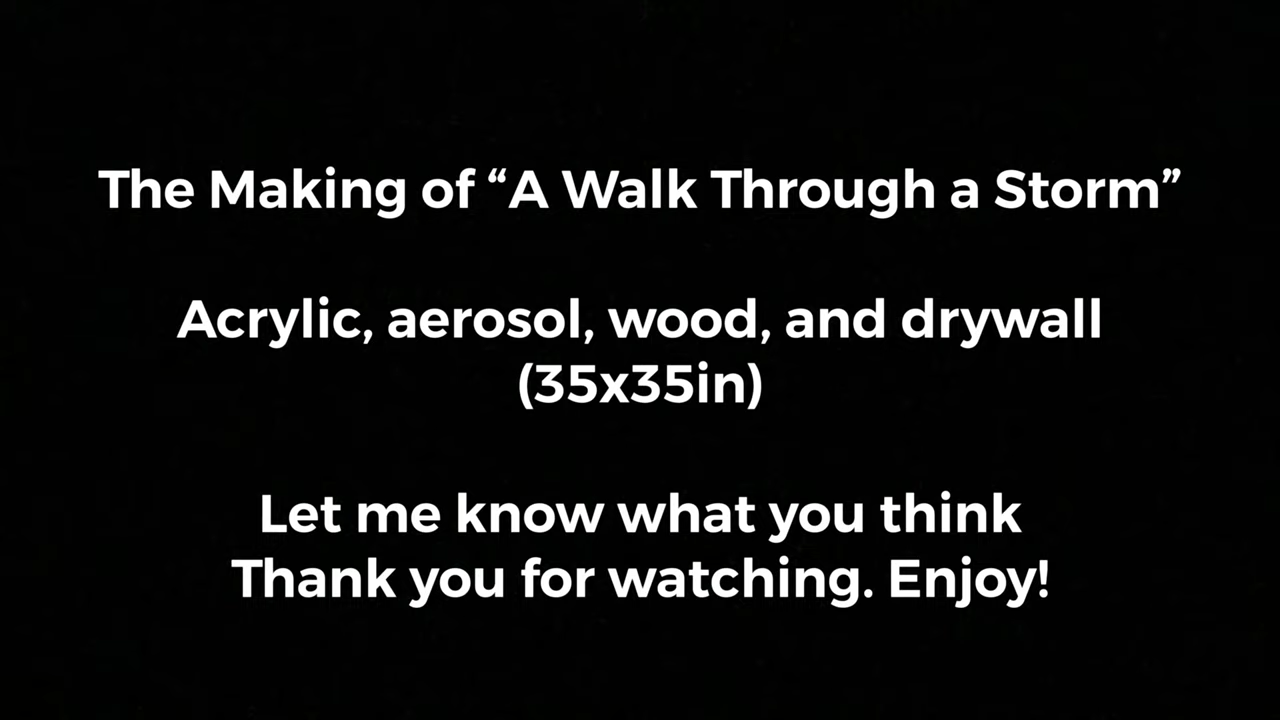 The Making of “A Walk Through a Storm”
Acrylic, aerosol, wood, and drywall
(35x35in)
Let me know what you think
Thank you for watching. Enjoy!